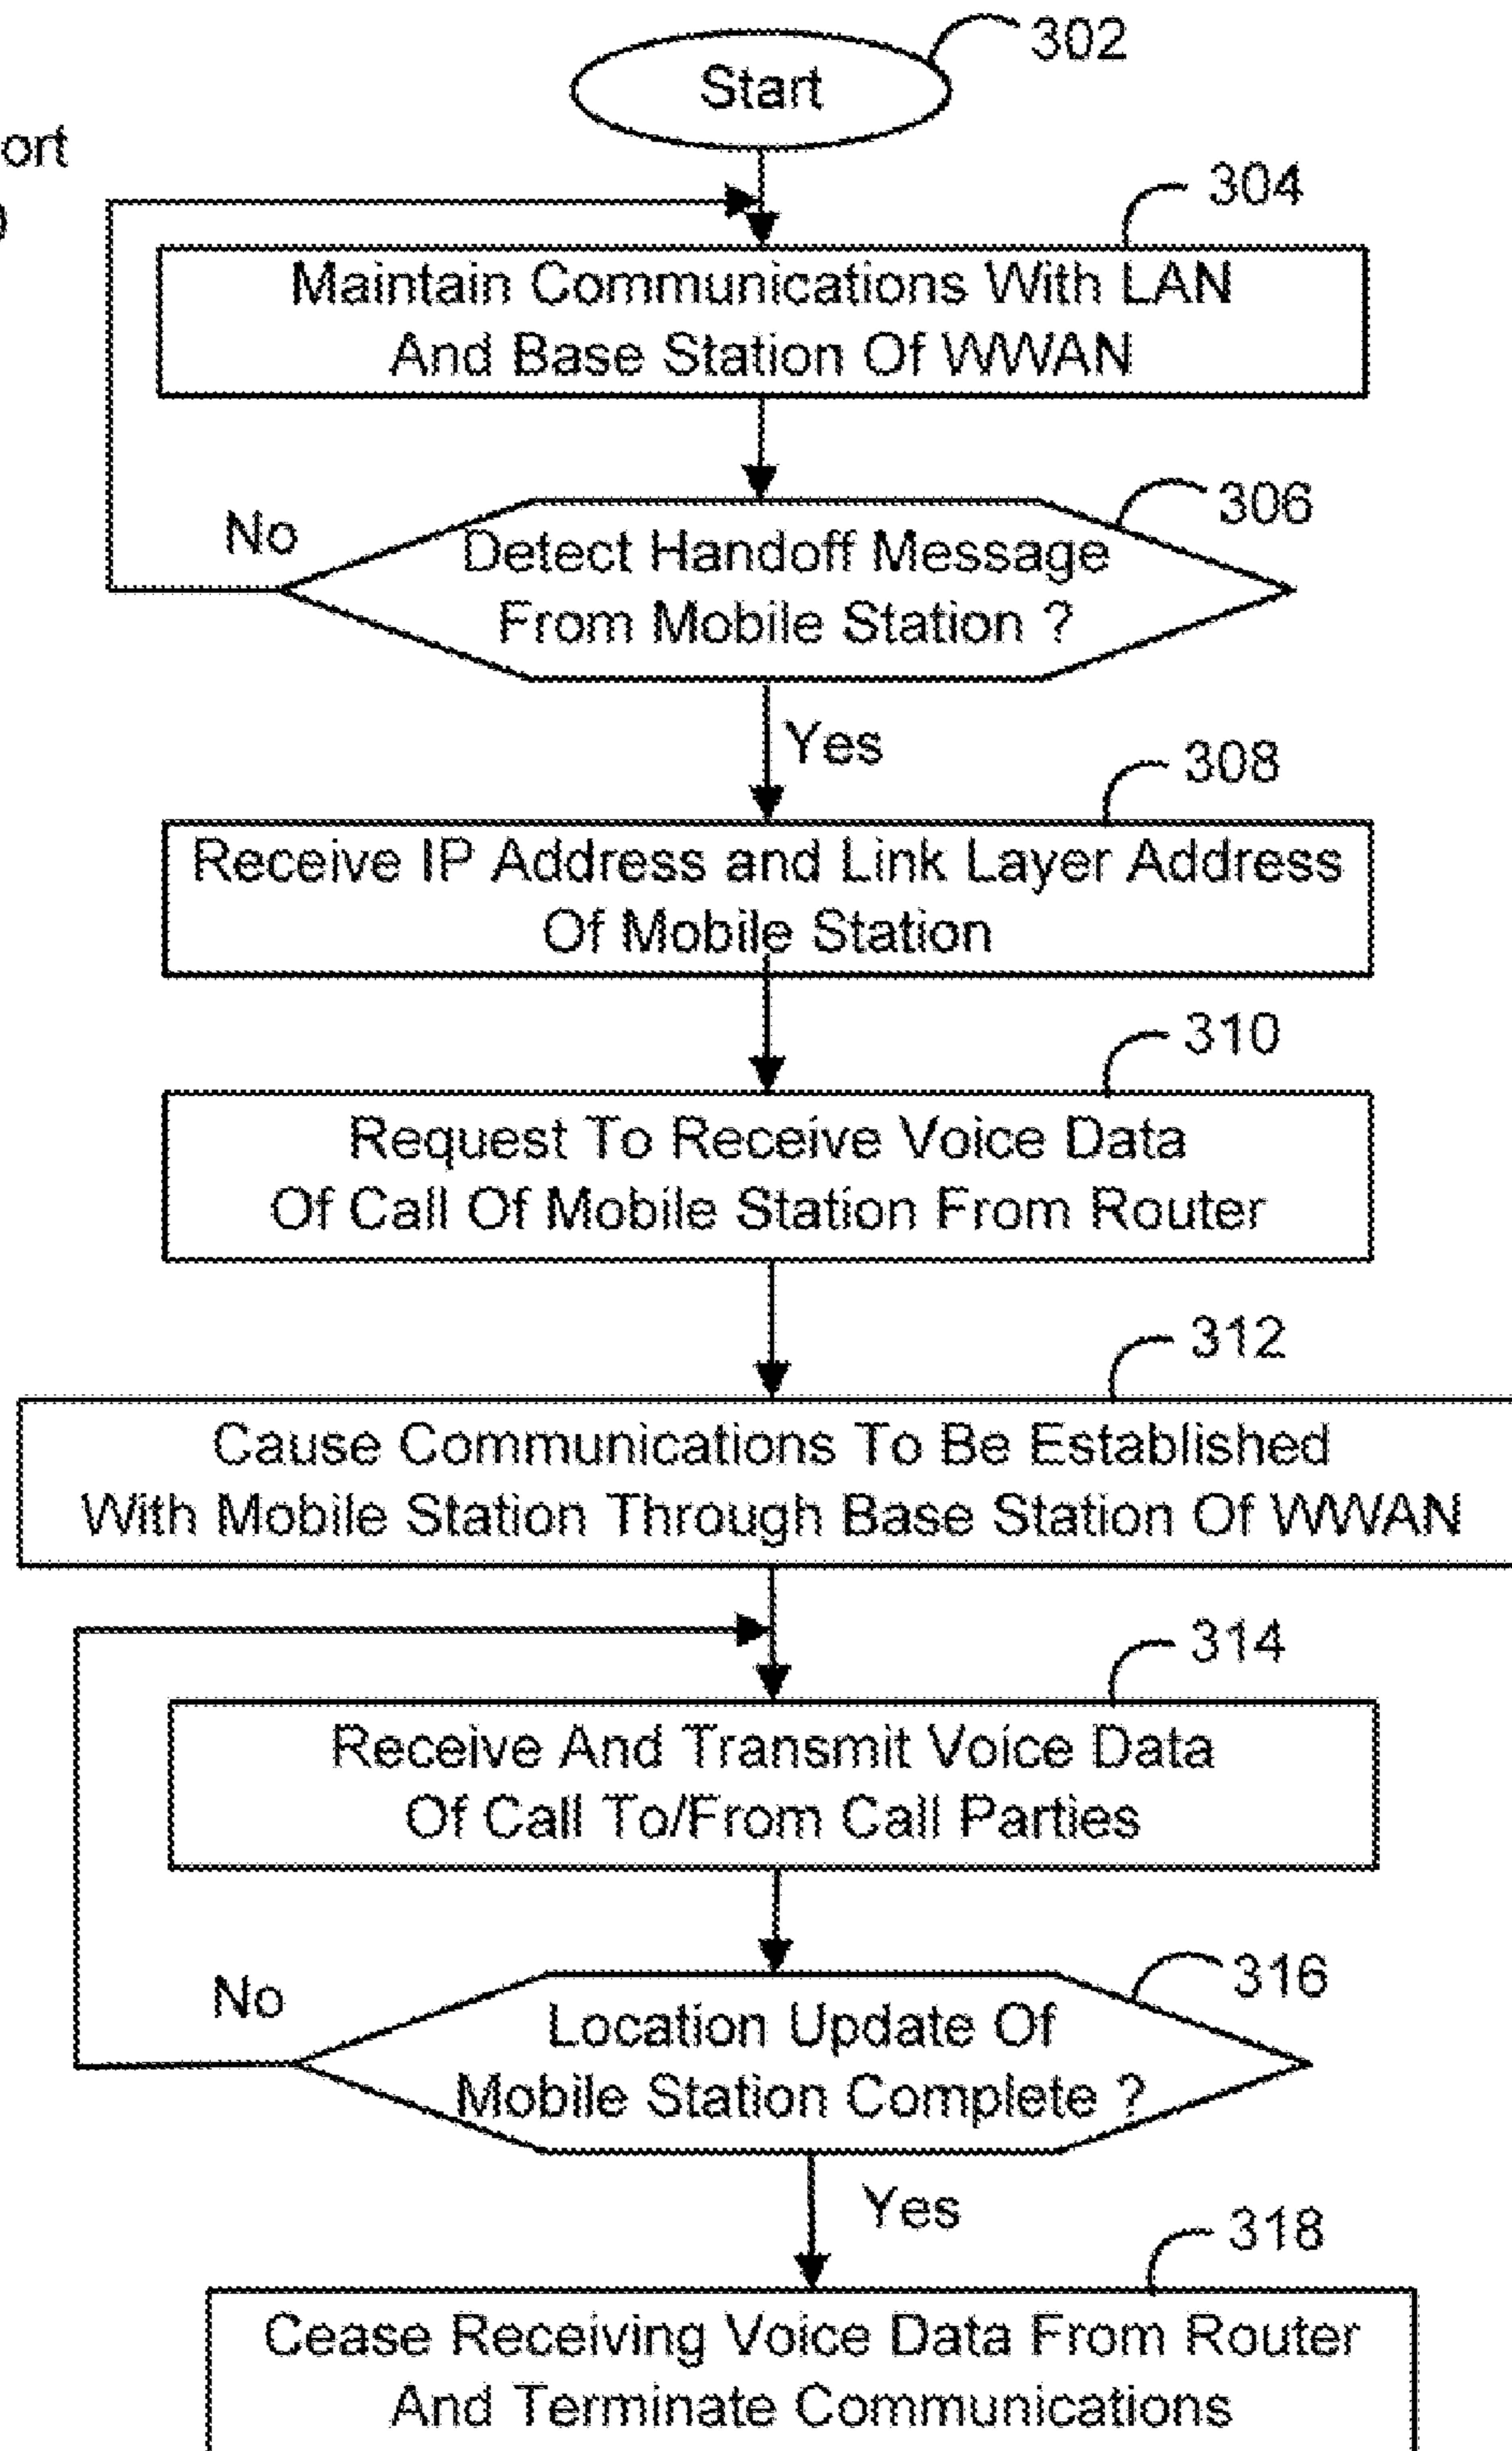 302
Start
ort
304
Maintain Communications With LAN
And Base Station Of WWAN
306
No
Detect Handoff Message
From Mobile Station ?
Yes
308
Receive IP Address and Link Layer Address
Of Mobile Station
310
Request To Receive Voice Data
Of Call Of Mobile Station From Router
312
Cause Communications To Be Established
With Mobile Station Through Base Station Of WWAN
314
Receive And Transmit Voice Data
Of Call To/From Call Parties
316
No
Location Update Of
Mobile Station Complete ?
Yes
318
Cease Receiving Voice Data From Router
And Terminate Communications